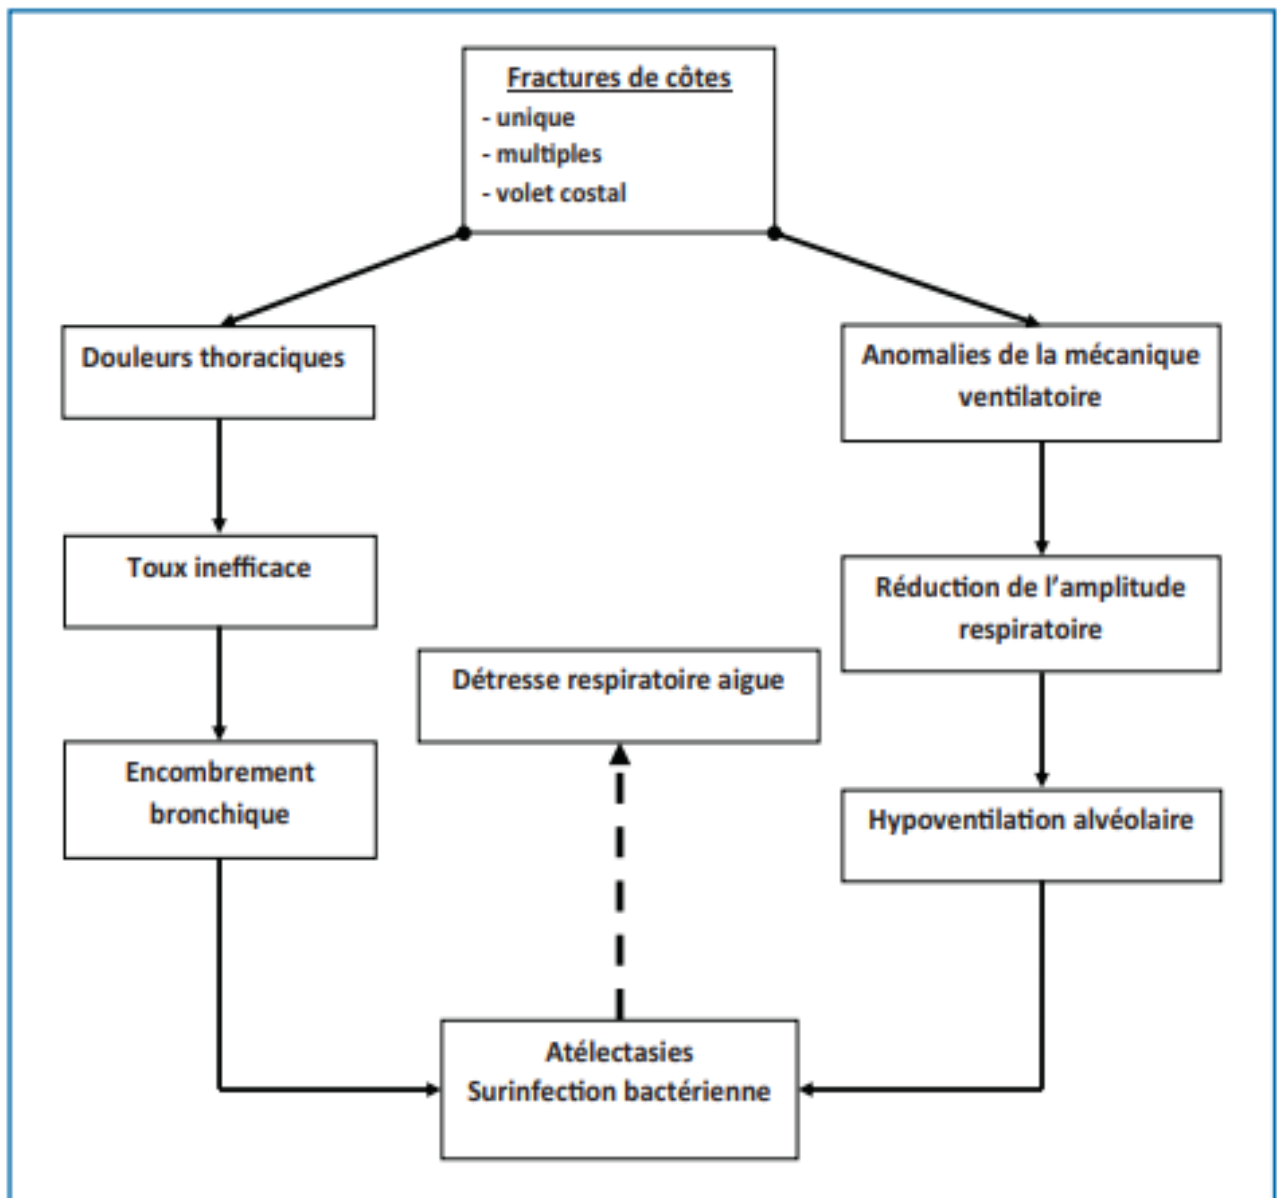 Fractures de côtes
- unique
- multiples
- volet costal
Douleurs thoraciques
Anomalies de la mécanique
ventilatoire
Toux inefficace
Réduction de l’amplitude
respiratoire
Détresse respiratoire aigue
Encombrement
bronchique
Hypoventilation alvéolaire
Atélectasies
Surinfection bactérienne